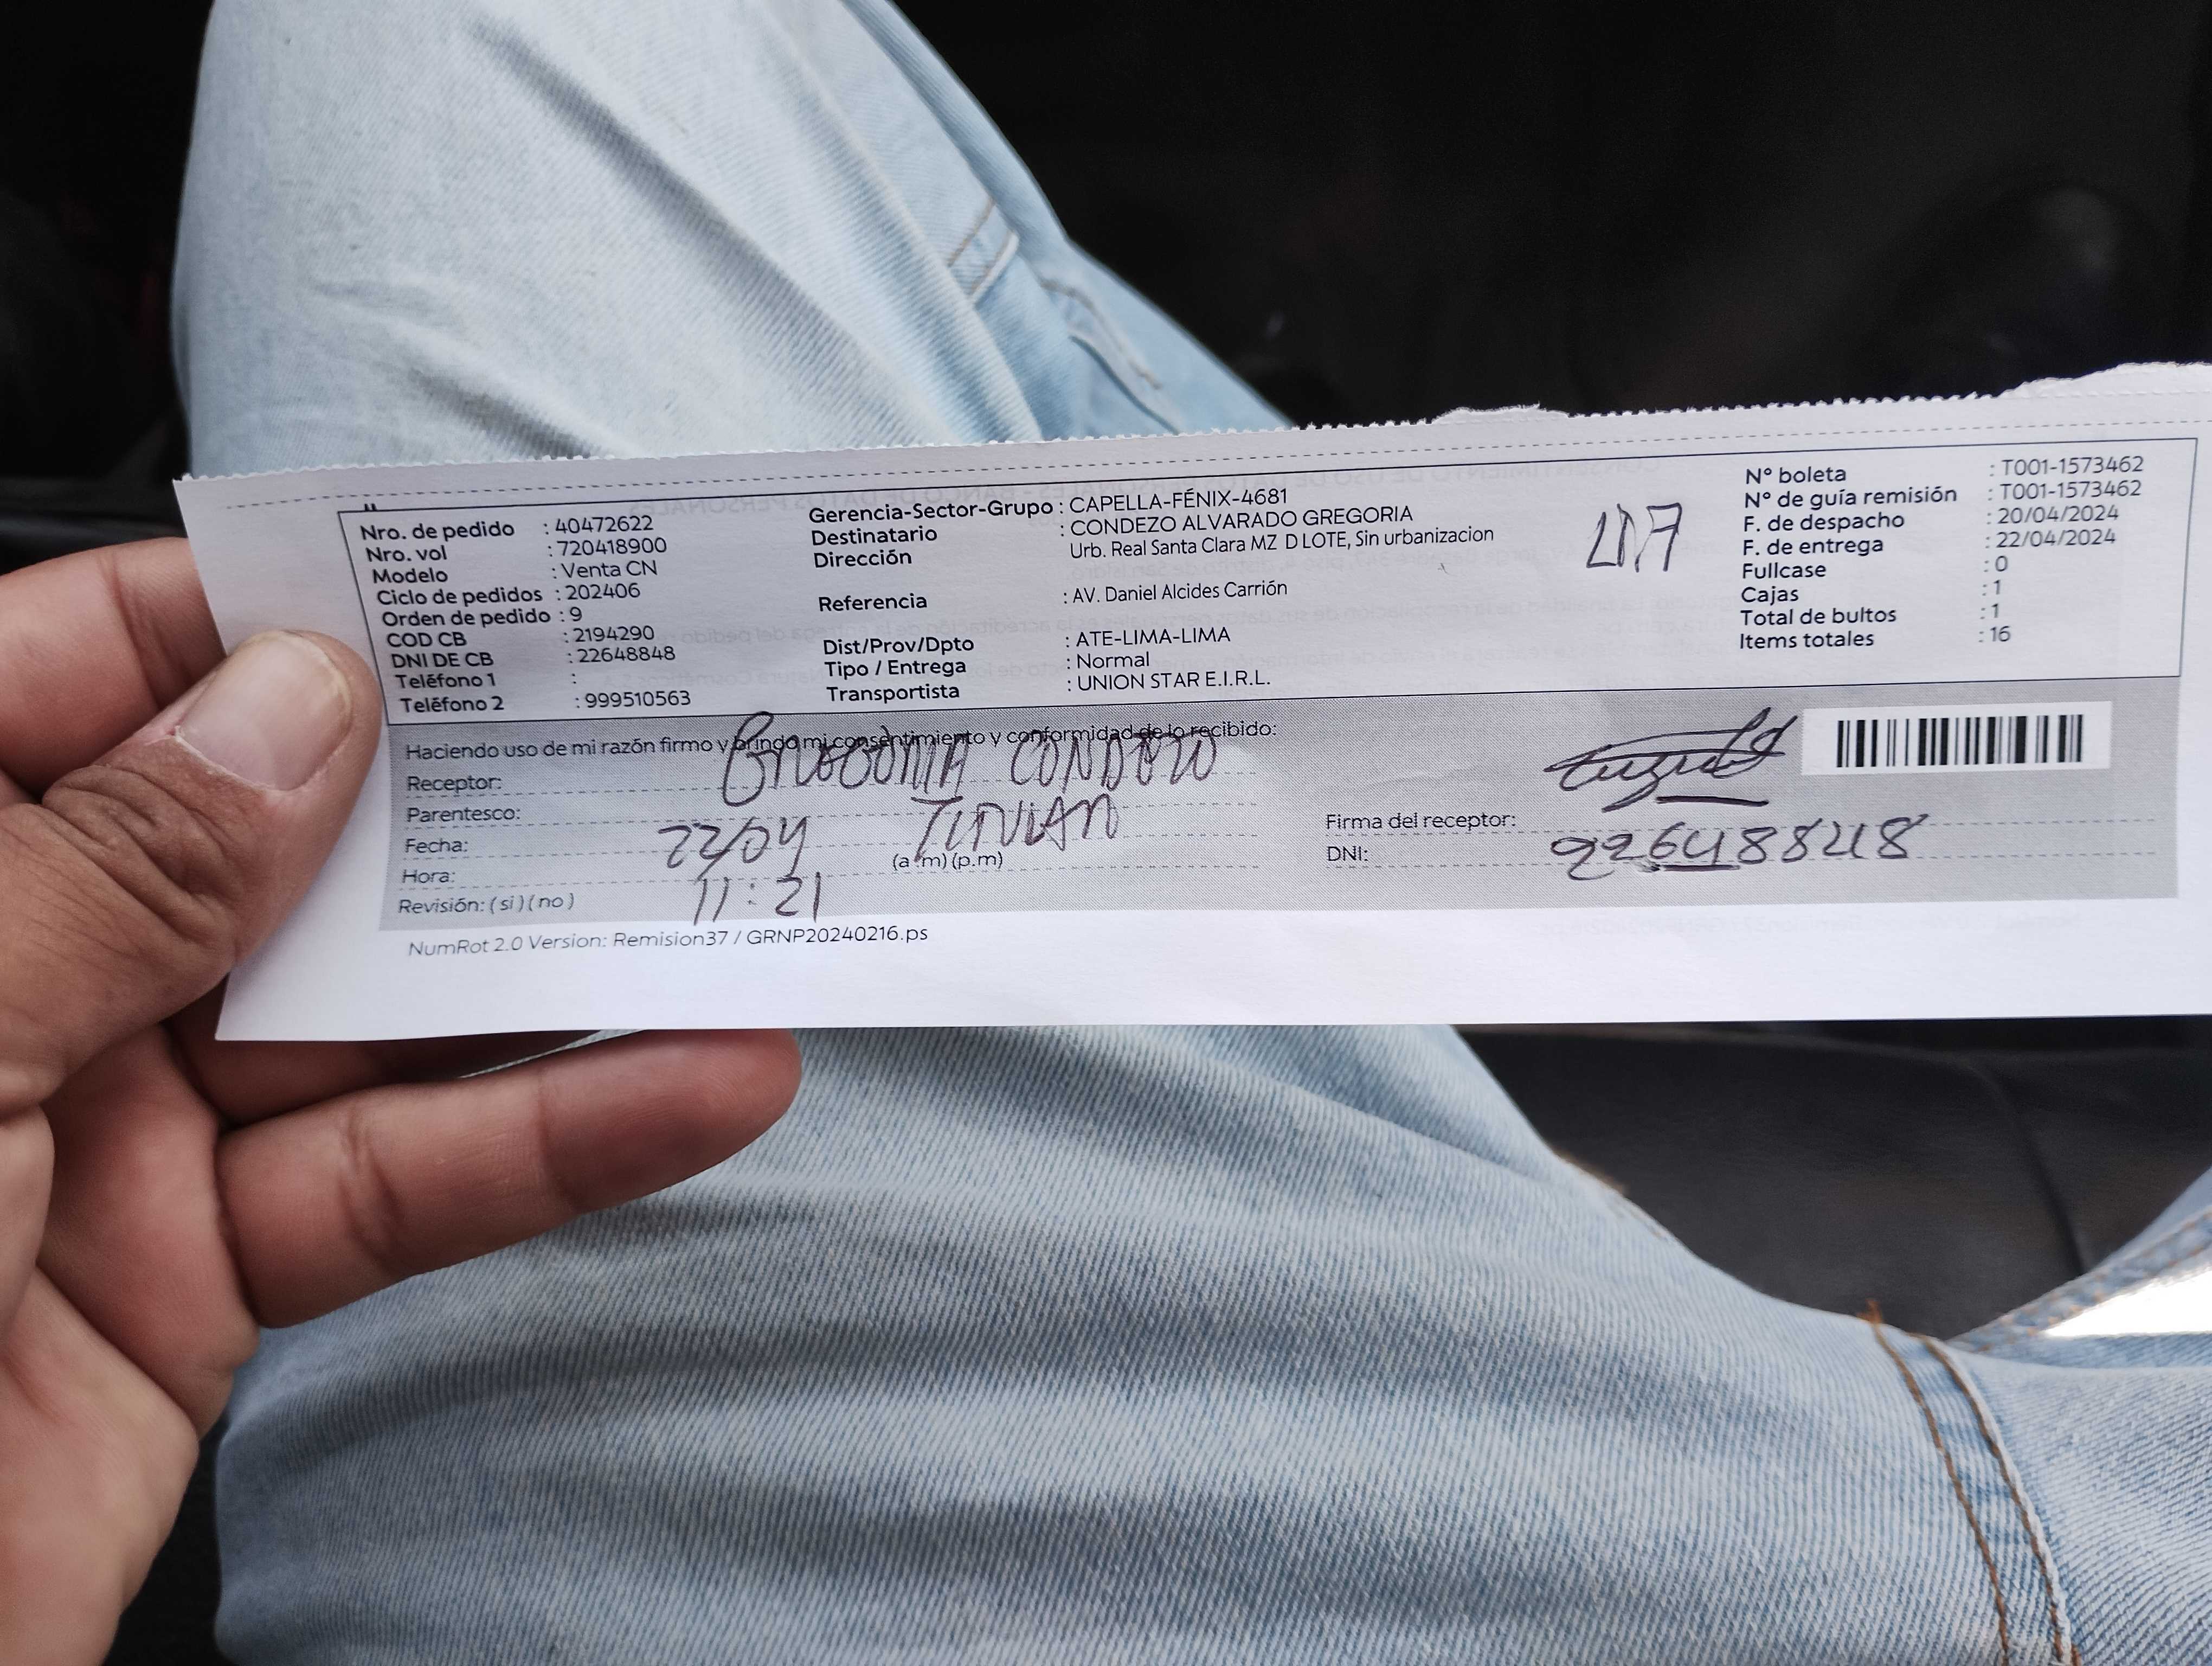 Nro. de pedido : 40472622
Nro. vol : 720418900
Modelo : Venta CN
Ciclo de pedidos : 202406
Orden de pedido : 9
COD CB : 2194290
DNI DE CB : 22648848
Teléfono 1 :
Teléfono 2 : 999510563
Gerencia-Sector-Grupo : CAPELLA-FÉNIX-4681
Destinatario : CONDEZO ALVARADO GREGORIA
Dirección Urb. Real Santa Clara MZ D LOTE, Sin urbanizacion
Referencia : AV. Daniel Alcides Carrión
Dist/Prov/Dpto : ATE-LIMA-LIMA
Tipo / Entrega : Normal
Transportista : UNION STAR E.I.R.L.
N° boleta : T001-1573462
N° de guía remisión : T001-1573462
F. de despacho : 20/04/2024
F. de entrega : 22/04/2024
Fullcase : 0
Cajas : 1
Total de bultos : 1
Items totales : 16
Haciendo uso de mi razón firmo y brindo mi consentimiento y conformidad de lo recibido:
Receptor: GREGORIA CONDEZO
Parentesco:
Fecha: 22/04
Hora: 11:21 (a.m) (p.m)
Revisión: ( si ) ( no )
Firma del receptor:
DNI: 22648848
NumRot 2.0 Version: Remision37 / GRNP20240216.ps